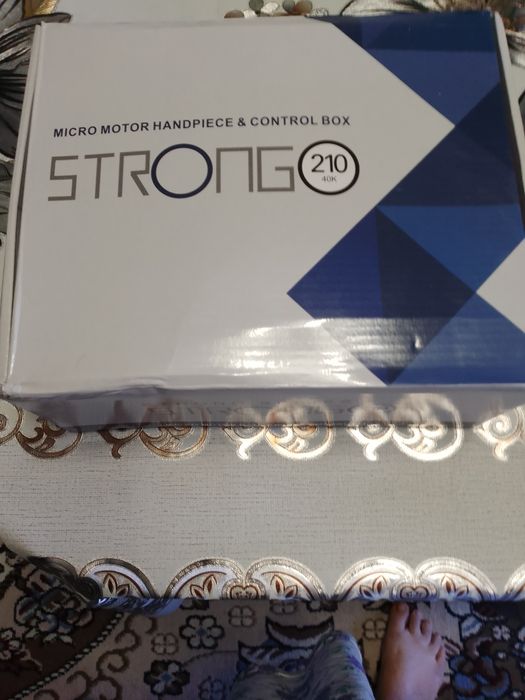 MICRO MOTOR HANDPIECE & CONTROL BOX
STRONG 210
40K